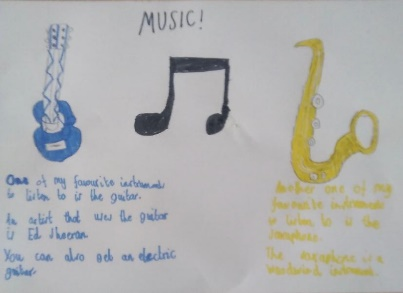 MUSIC!
One of my favourite instruments
to listen to is the guitar.
An artist that uses the guitar
is Ed Sheeran.
You can also get an electric
guitar.
Another one of my
favourite instruments
to listen to is the
saxophone.
The saxophone is a
woodwind instrument.